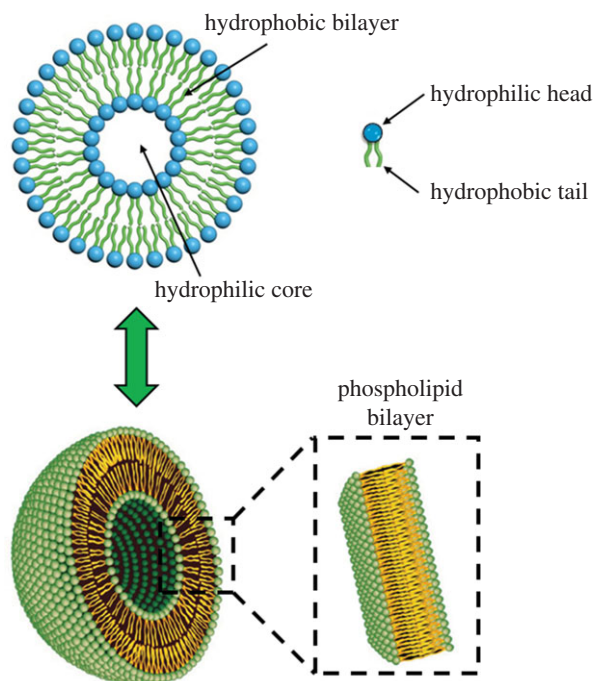 hydrophobic bilayer
hydrophilic head
hydrophobic tail
hydrophilic core
phospholipid
bilayer